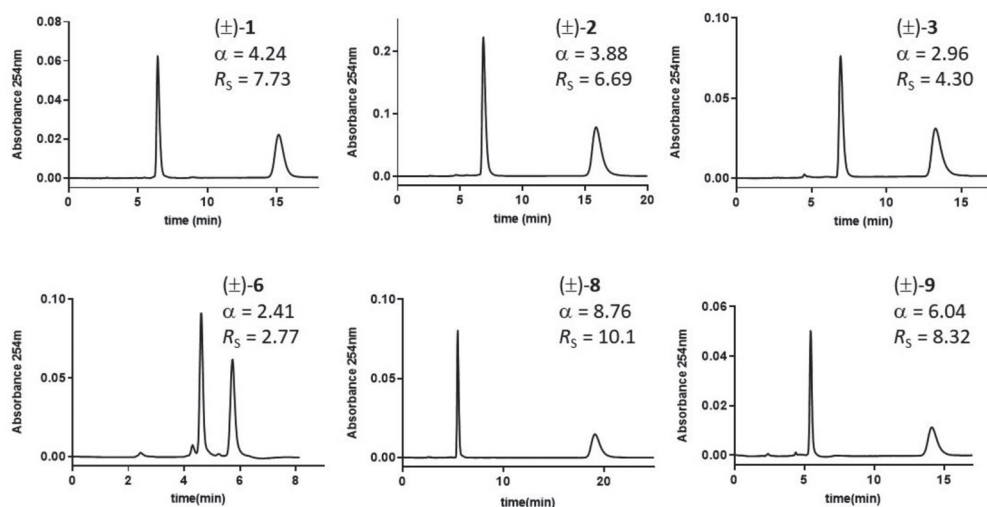 (±)-1
α = 4.24
RS = 7.73
Absorbance 254nm
0.08
0.06
0.04
0.02
0.00
0 5 10 15
time (min)
(±)-2
α = 3.88
RS = 6.69
Absorbance 254nm
0.2
0.1
0.0
0 5 10 15 20
time (min)
(±)-3
α = 2.96
RS = 4.30
Absorbance 254nm
0.10
0.05
0.00
0 5 10 15
time (min)
(±)-6
α = 2.41
RS = 2.77
Absorbance 254m
0.10
0.05
0.00
0 2 4 6 8
time(min)
(±)-8
α = 8.76
RS = 10.1
Absorbance 254nm
0.10
0.05
0.00
0 10 20
time(min)
(±)-9
α = 6.04
RS = 8.32
Absorbance 254nm
0.06
0.04
0.02
0.00
0 5 10 15
time(min)